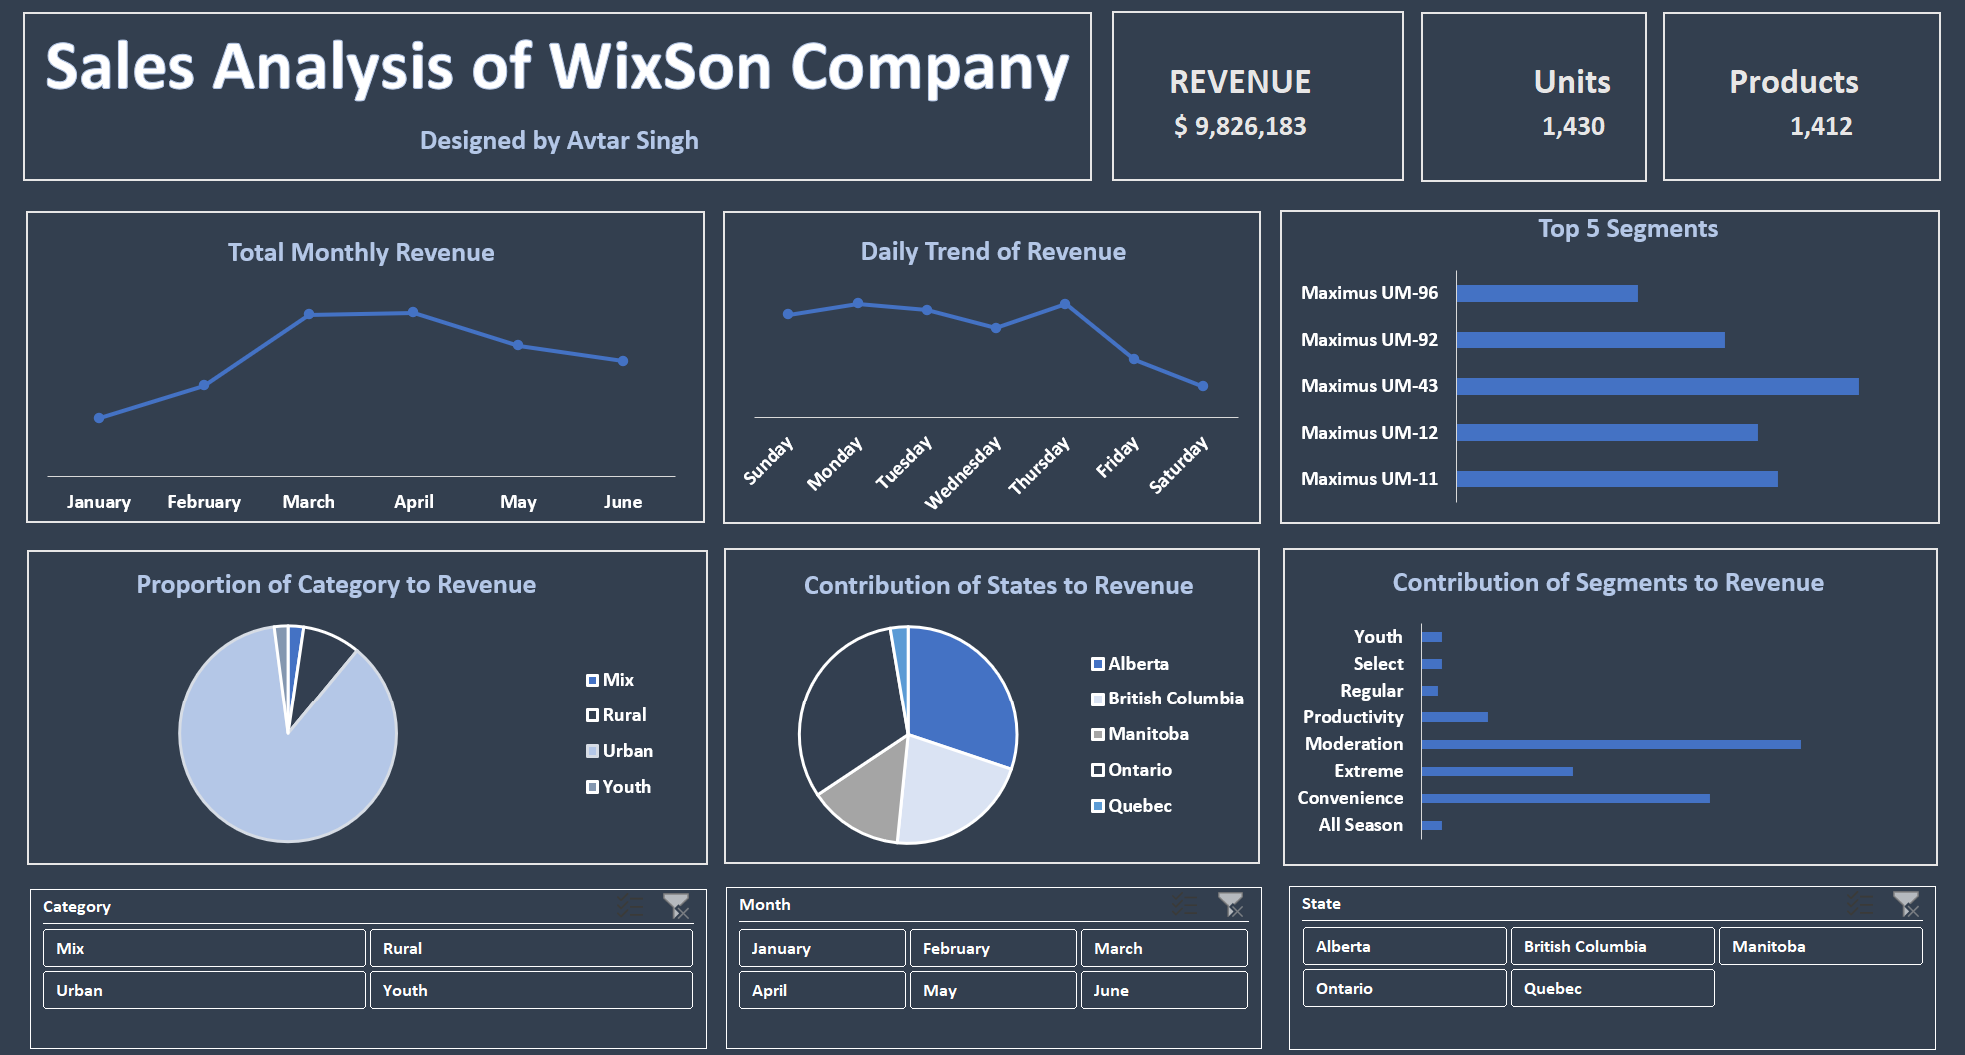 Sales Analysis of WixSon Company
Designed by Avtar Singh
REVENUE
$ 9,826,183
Units
1,430
Products
1,412
Total Monthly Revenue
January February March April May June
Daily Trend of Revenue
Sunday Monday Tuesday Wednesday Thursday Friday Saturday
Top 5 Segments
Maximus UM-96
Maximus UM-92
Maximus UM-43
Maximus UM-12
Maximus UM-11
Proportion of Category to Revenue
Mix
Rural
Urban
Youth
Contribution of States to Revenue
Alberta
British Columbia
Manitoba
Ontario
Quebec
Contribution of Segments to Revenue
Youth
Select
Regular
Productivity
Moderation
Extreme
Convenience
All Season
Category
Mix Rural
Urban Youth
Month
January February March
April May June
State
Alberta British Columbia Manitoba
Ontario Quebec